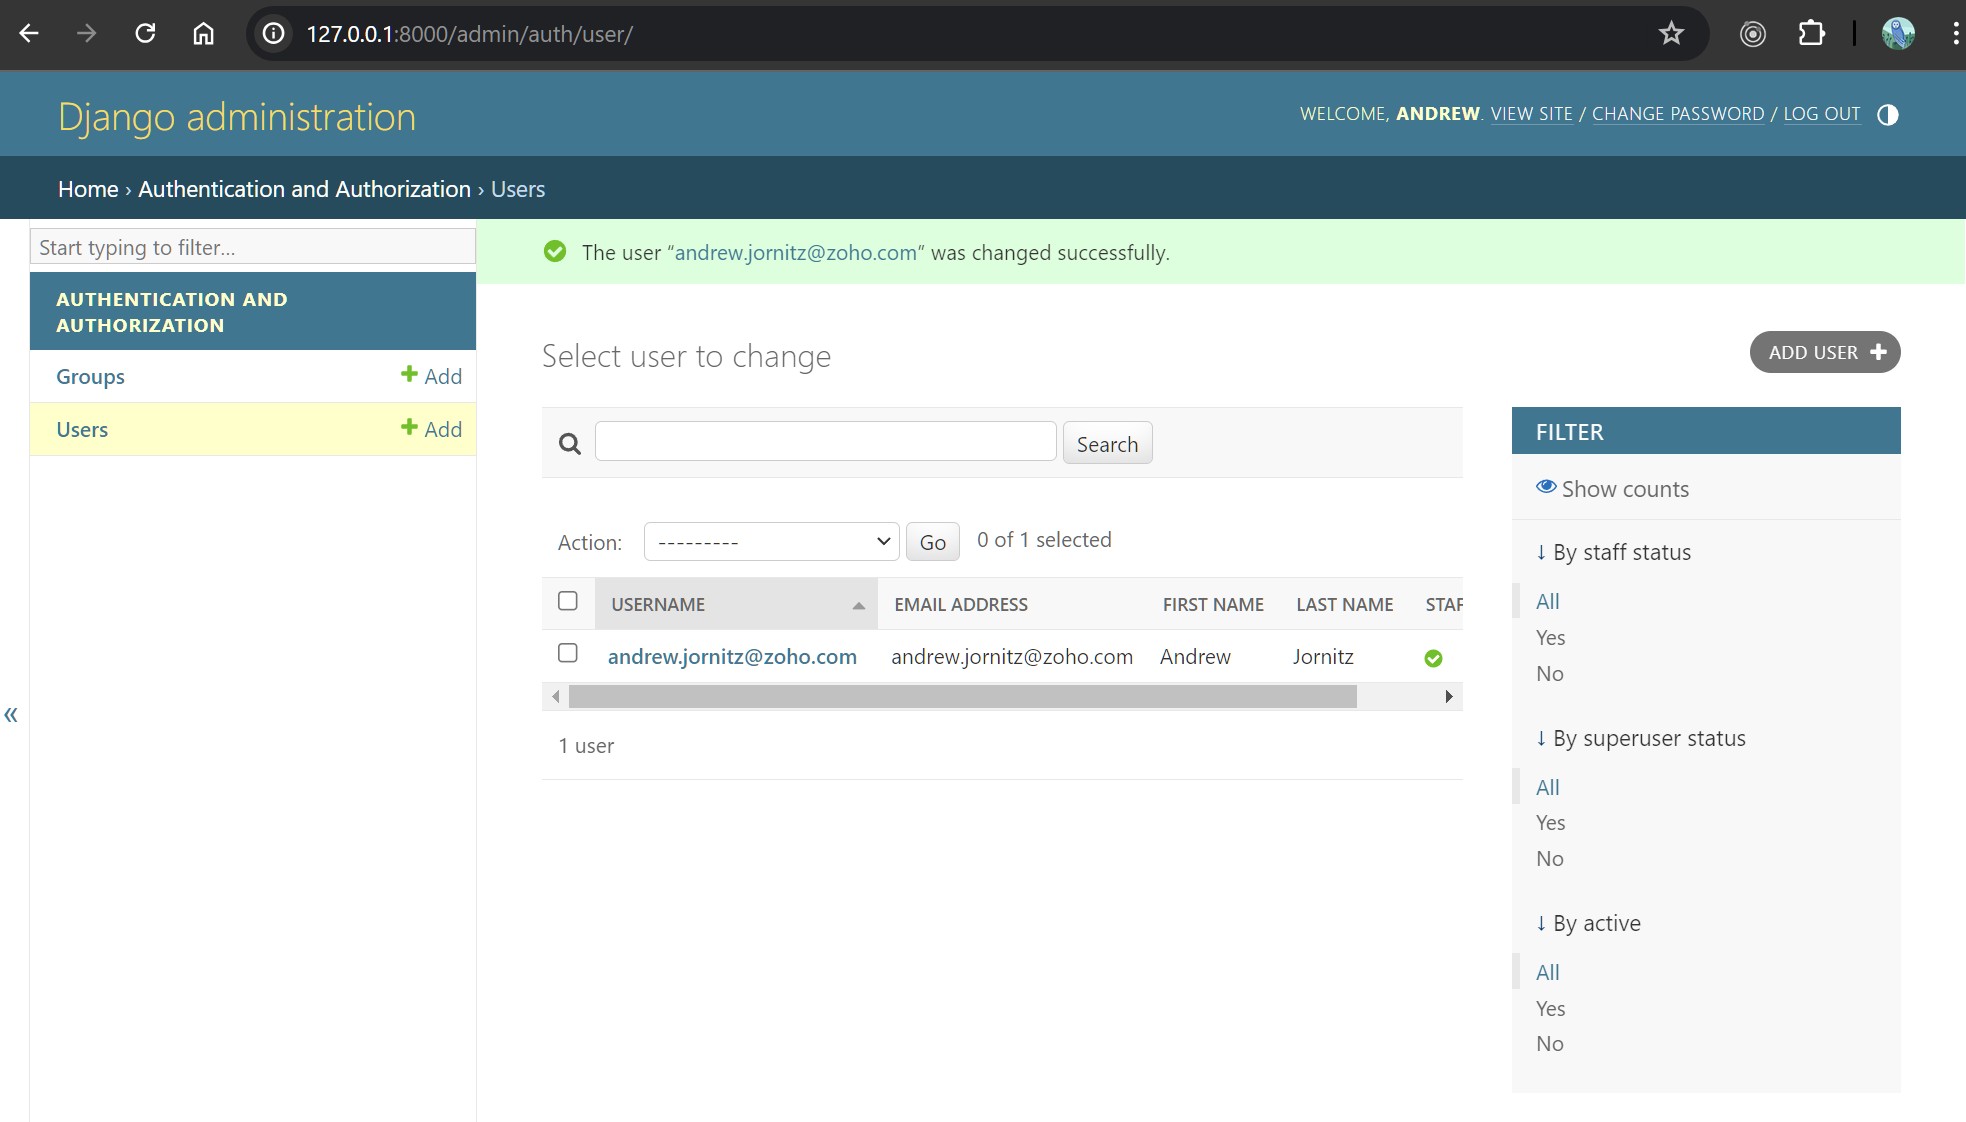 127.0.0.1:8000/admin/auth/user/
Django administration
WELCOME, ANDREW. VIEW SITE / CHANGE PASSWORD / LOG OUT
Home › Authentication and Authorization › Users
Start typing to filter...
AUTHENTICATION AND
AUTHORIZATION
Groups
Add
Users
Add
«
The user “andrew.jornitz@zoho.com” was changed successfully.
Select user to change
ADD USER
Search
Action: --------- Go 0 of 1 selected
USERNAME EMAIL ADDRESS FIRST NAME LAST NAME STAF
andrew.jornitz@zoho.com andrew.jornitz@zoho.com Andrew Jornitz
1 user
FILTER
Show counts
↓ By staff status
All
Yes
No
↓ By superuser status
All
Yes
No
↓ By active
All
Yes
No